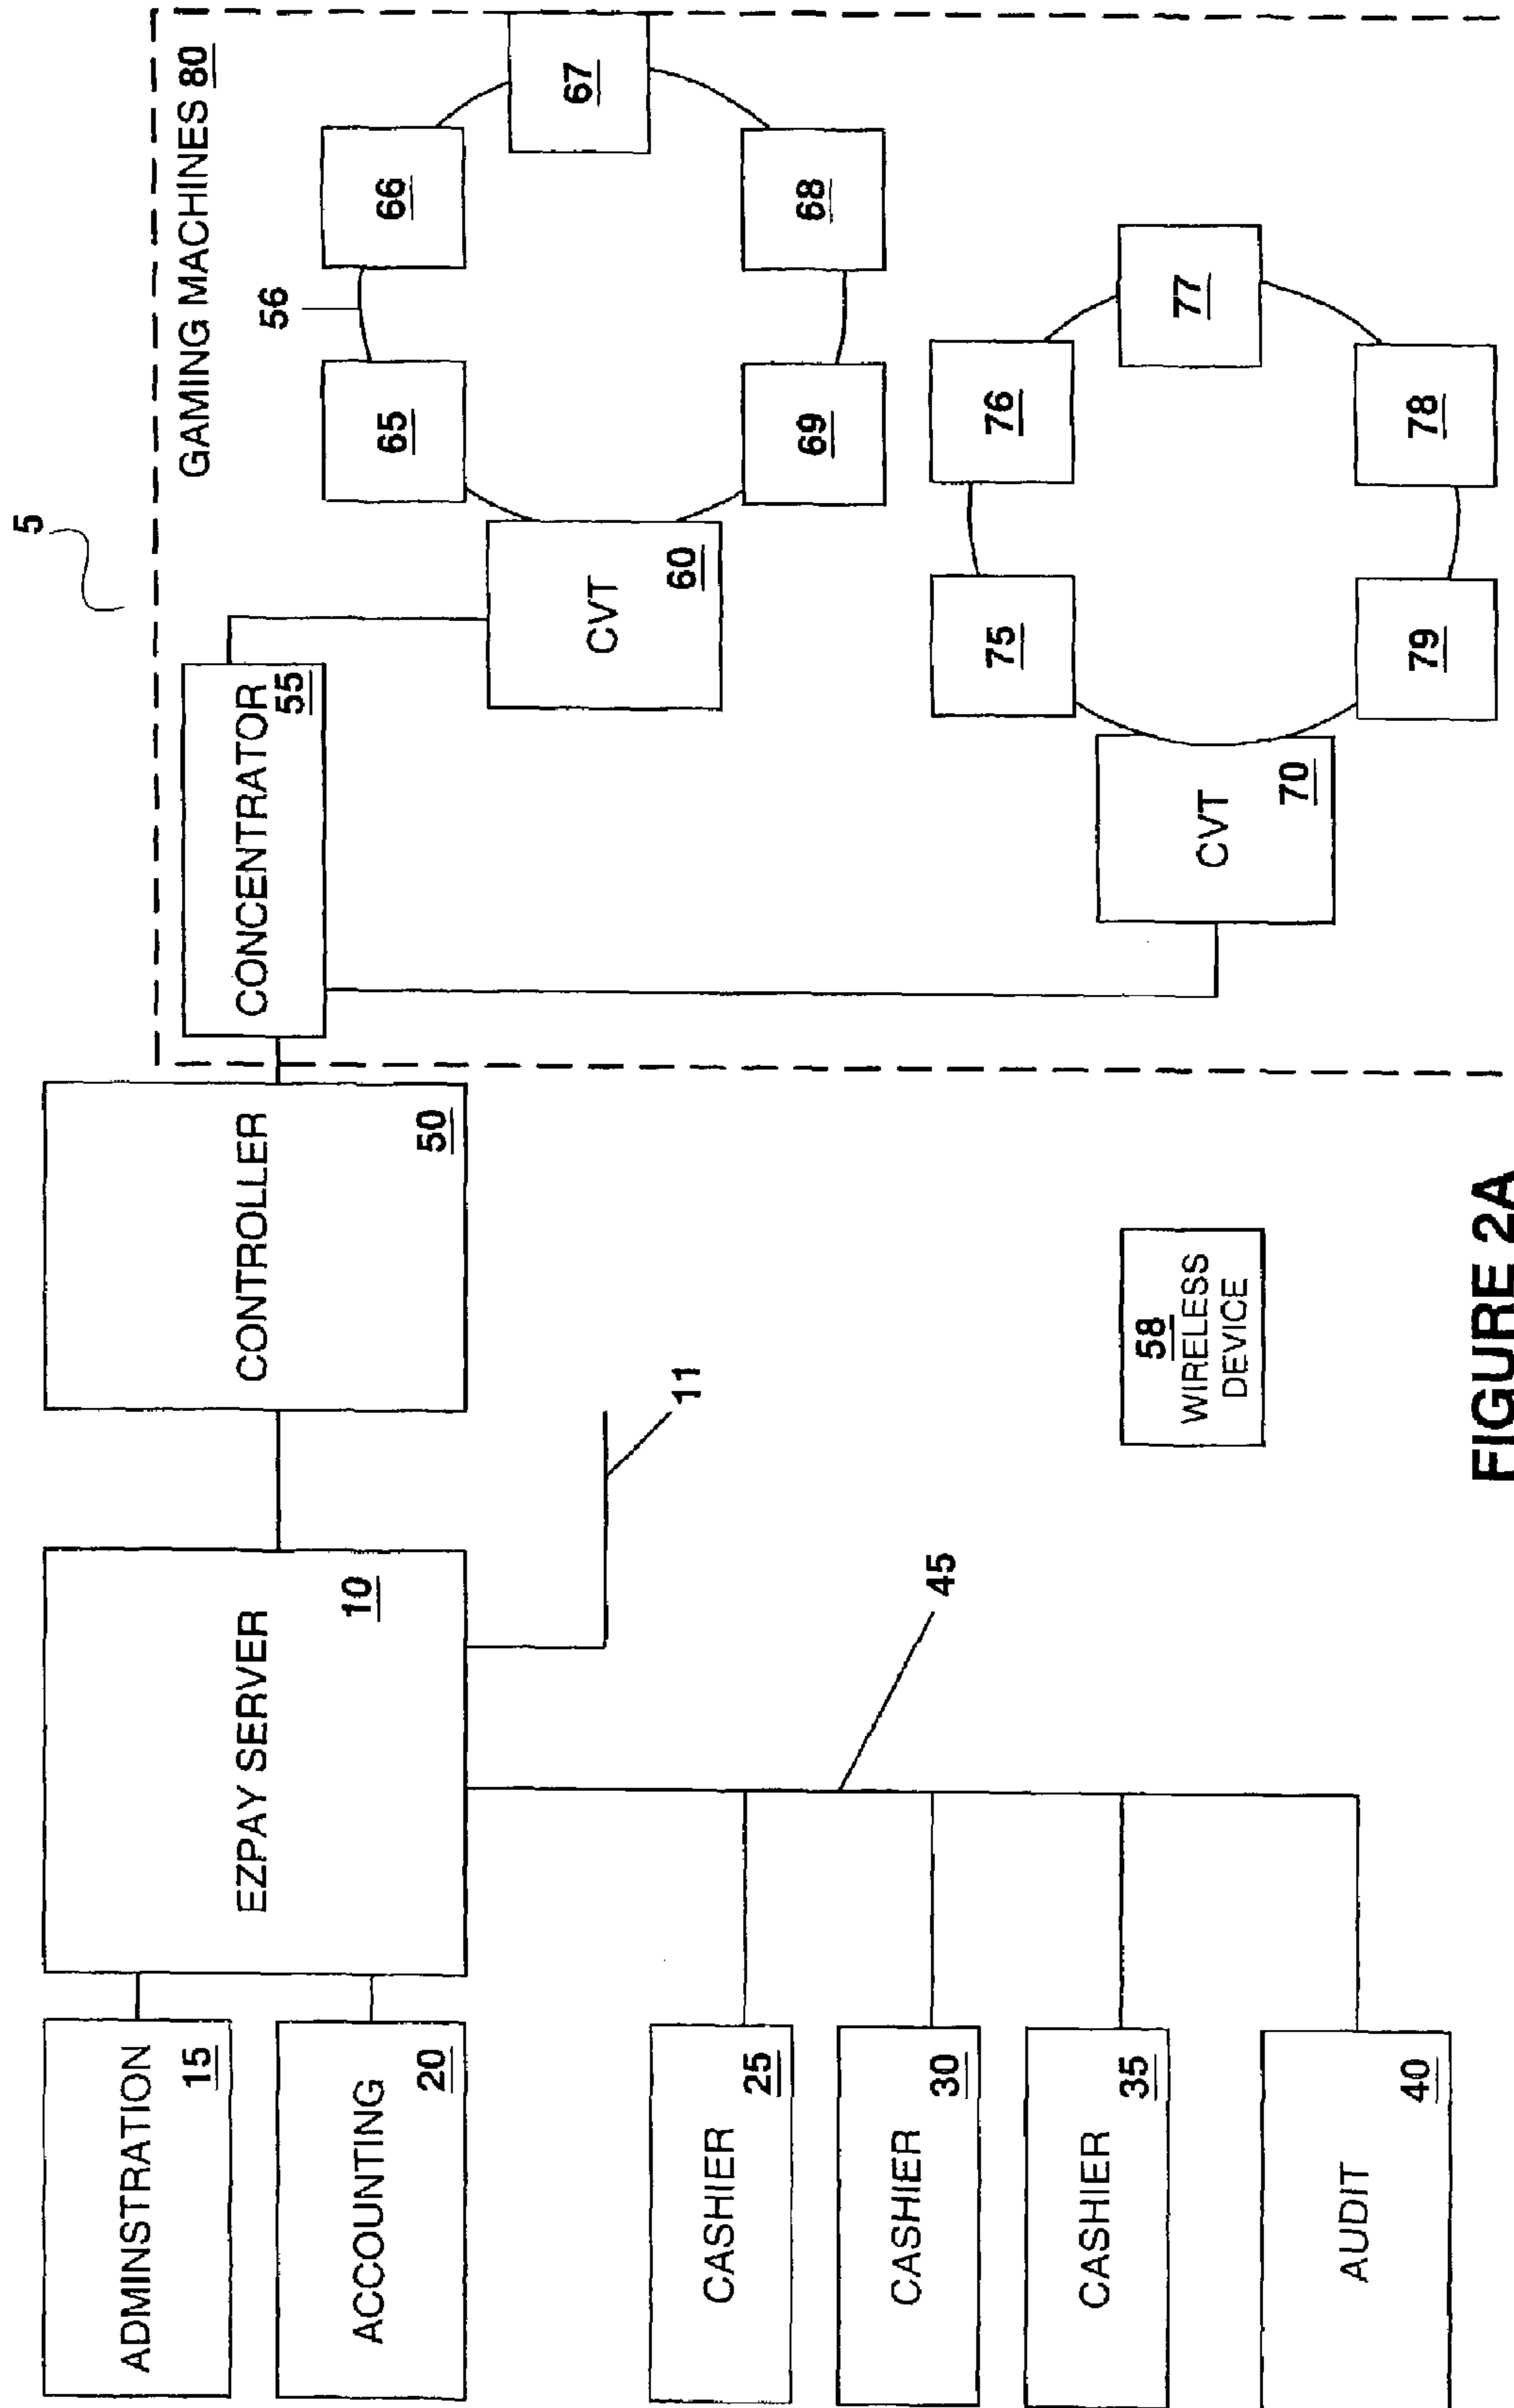 5
GAMING MACHINES 80
ADMINSTRATION
15
ACCOUNTING
20
EZPAY SERVER
10
CONTROLLER
50
CONCENTRATOR
55
11
45
CASHIER
25
CASHIER
30
CASHIER
35
AUDIT
40
58
WIRELESS
DEVICE
CVT
60
56
65
66
67
68
69
CVT
70
75
76
77
78
79
FIGURE 2A